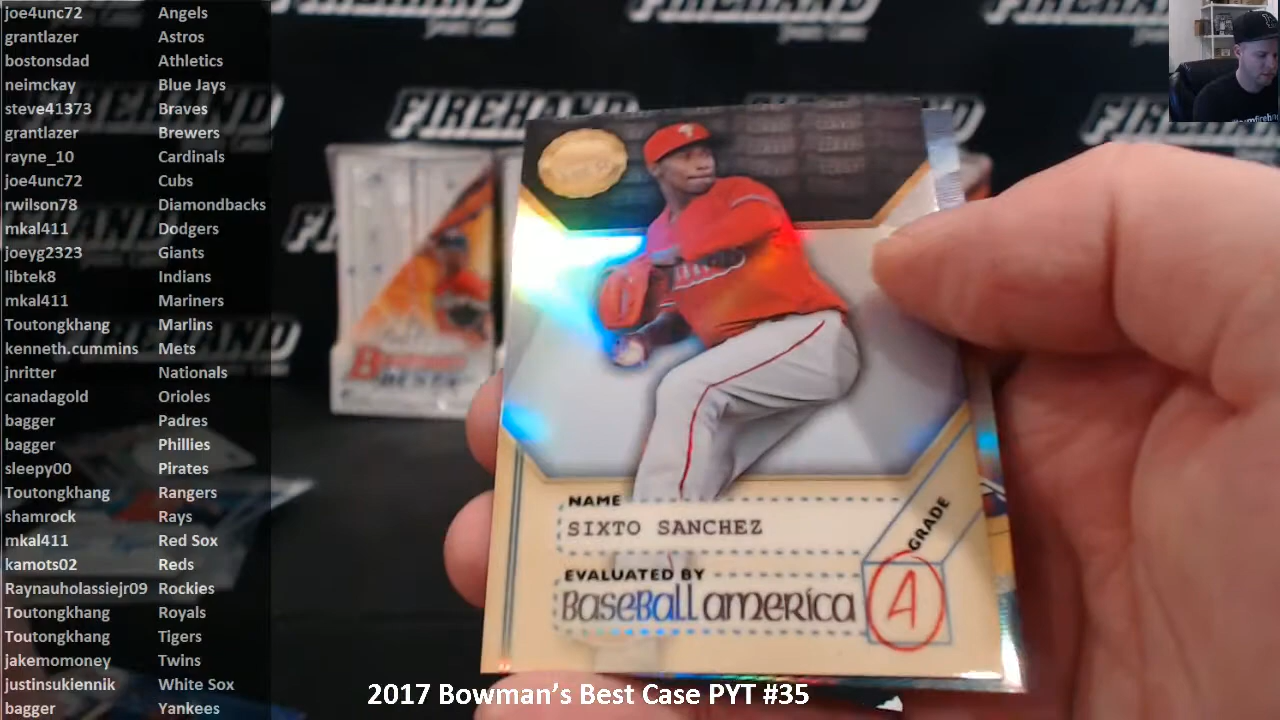 joe4unc72 Angels
grantlazer Astros
bostonsdad Athletics
neimckay Blue Jays
steve41373 Braves
grantlazer Brewers
rayne_10 Cardinals
joe4unc72 Cubs
rwilson78 Diamondbacks
mkal411 Dodgers
joeyg2323 Giants
libtek8 Indians
mkal411 Mariners
Toutongkhang Marlins
kenneth.cummins Mets
jnritter Nationals
canadagold Orioles
bagger Padres
bagger Phillies
sleepy00 Pirates
Toutongkhang Rangers
shamrock Rays
mkal411 Red Sox
kamots02 Reds
Raynauholassiejr09 Rockies
Toutongkhang Royals
Toutongkhang Tigers
jakemomoney Twins
justinsukiennik White Sox
bagger Yankees
FIREHAND
BOWMAN'S
BEST
NAME
SIXTO SANCHEZ
GRADE
EVALUATED BY
BaseBall america
A
2017 Bowman's Best Case PYT #35